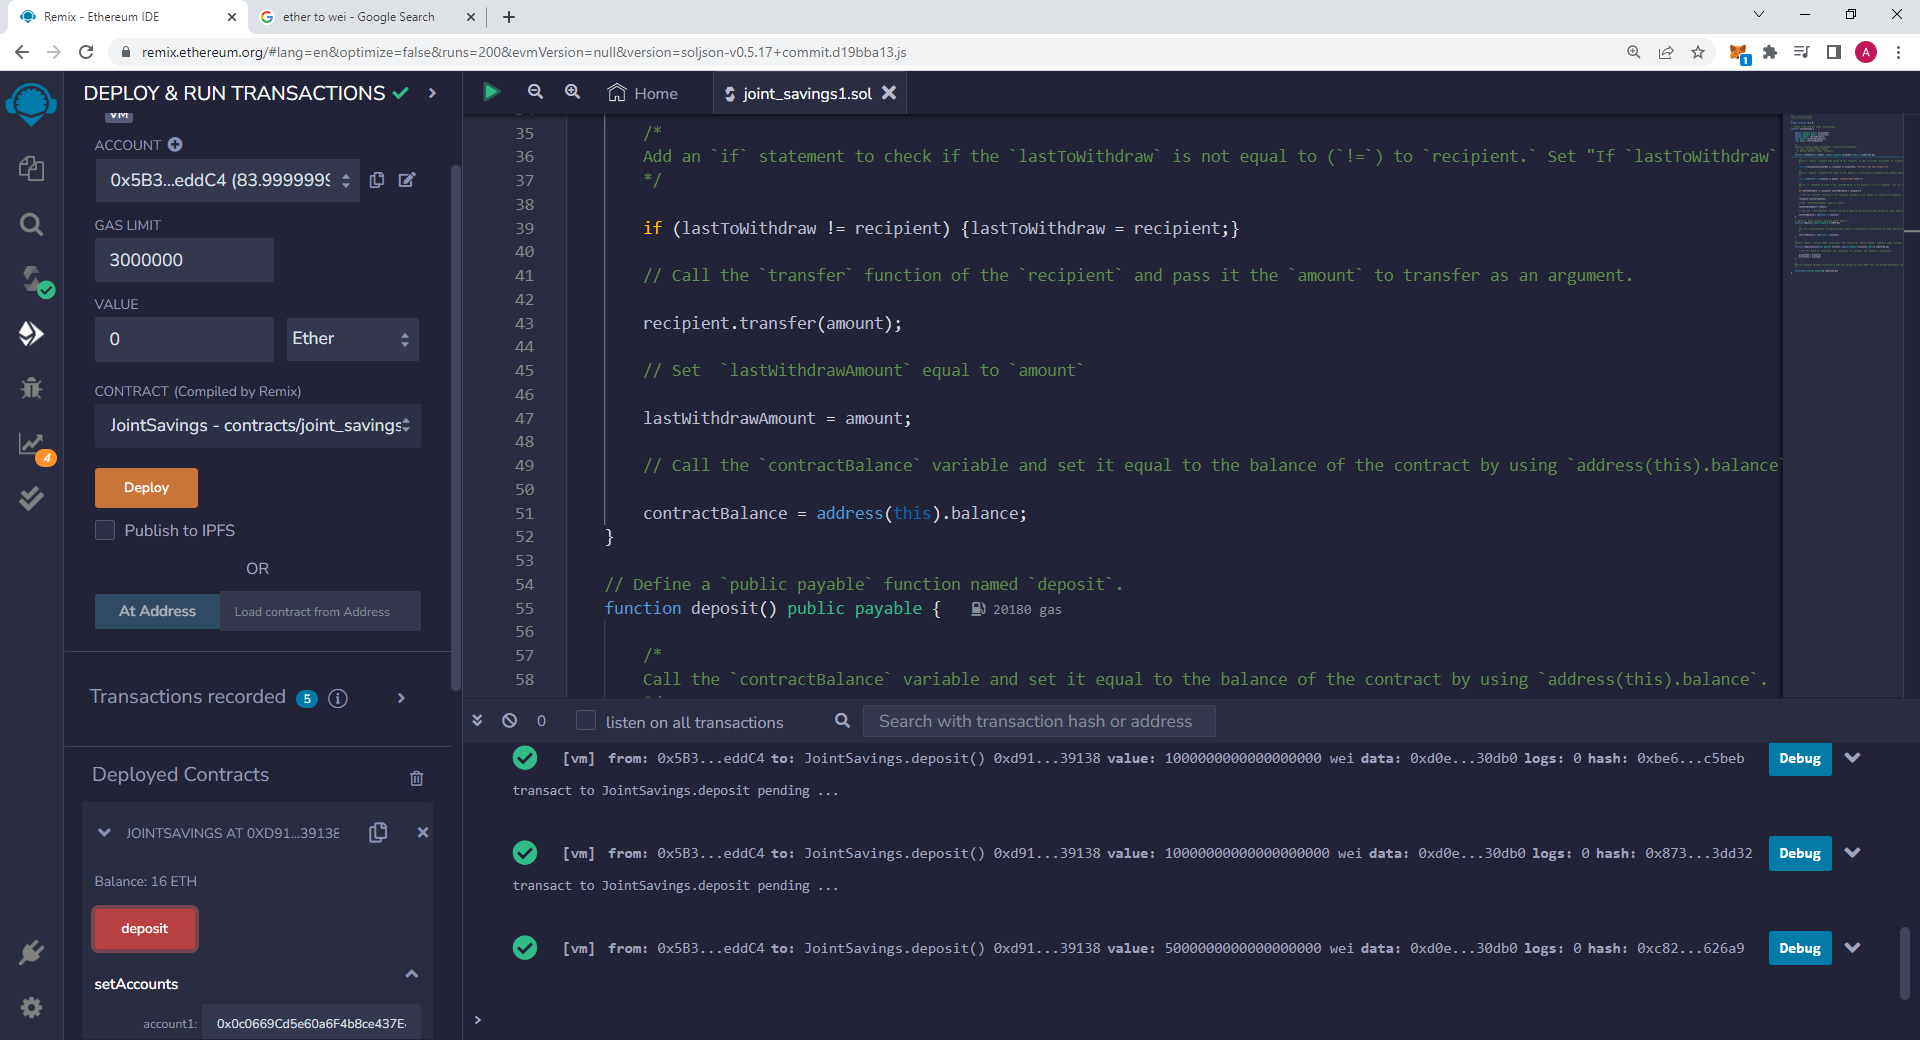 Remix - Ethereum IDE
ether to wei - Google Search
remix.ethereum.org/#lang=en&optimize=false&runs=200&evmVersion=null&version=soljson-v0.5.17+commit.d19bba13.js
1
A
DEPLOY & RUN TRANSACTIONS
VM
ACCOUNT
0x5B3...eddC4 (83.9999999
GAS LIMIT
3000000
VALUE
0
Ether
CONTRACT (Compiled by Remix)
JointSavings - contracts/joint_savings
4
Deploy
Publish to IPFS
OR
At Address
Load contract from Address
Transactions recorded 5 i
Deployed Contracts
JOINTSAVINGS AT 0XD91...39138
Balance: 16 ETH
deposit
setAccounts
account1: 0x0c0669Cd5e60a6F4b8ce437E
Home
joint_savings1.sol
35 /*
36 Add an `if` statement to check if the `lastToWithdraw` is not equal to (`!=`) to `recipient.` Set "If `lastToWithdraw`
37 */
38
39 if (lastToWithdraw != recipient) {lastToWithdraw = recipient;}
40
41 // Call the `transfer` function of the `recipient` and pass it the `amount` to transfer as an argument.
42
43 recipient.transfer(amount);
44
45 // Set  `lastWithdrawAmount` equal to `amount`
46
47 lastWithdrawAmount = amount;
48
49 // Call the `contractBalance` variable and set it equal to the balance of the contract by using `address(this).balance`
50
51 contractBalance = address(this).balance;
52 }
53
54 // Define a `public payable` function named `deposit`.
55 function deposit() public payable { 20180 gas
56
57 /*
58 Call the `contractBalance` variable and set it equal to the balance of the contract by using `address(this).balance`.
0
listen on all transactions
Search with transaction hash or address
[vm] from: 0x5B3...eddC4 to: JointSavings.deposit() 0xd91...39138 value: 1000000000000000000 wei data: 0xd0e...30db0 logs: 0 hash: 0xbe6...c5beb
Debug
transact to JointSavings.deposit pending ...
[vm] from: 0x5B3...eddC4 to: JointSavings.deposit() 0xd91...39138 value: 10000000000000000000 wei data: 0xd0e...30db0 logs: 0 hash: 0x873...3dd32
Debug
transact to JointSavings.deposit pending ...
[vm] from: 0x5B3...eddC4 to: JointSavings.deposit() 0xd91...39138 value: 5000000000000000000 wei data: 0xd0e...30db0 logs: 0 hash: 0xc82...626a9
Debug
>